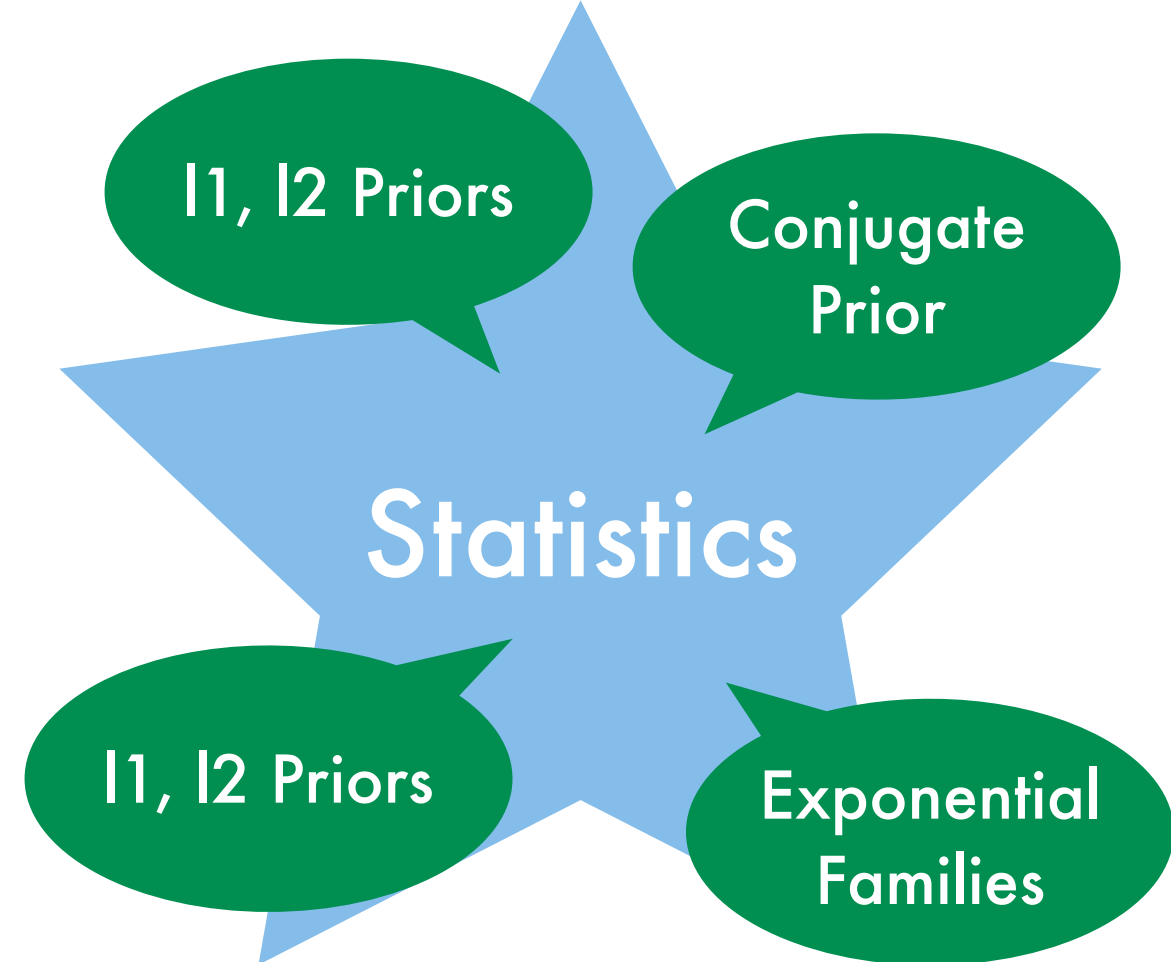 l1, l2 Priors
Conjugate
Prior
Statistics
l1, l2 Priors
Exponential
Families